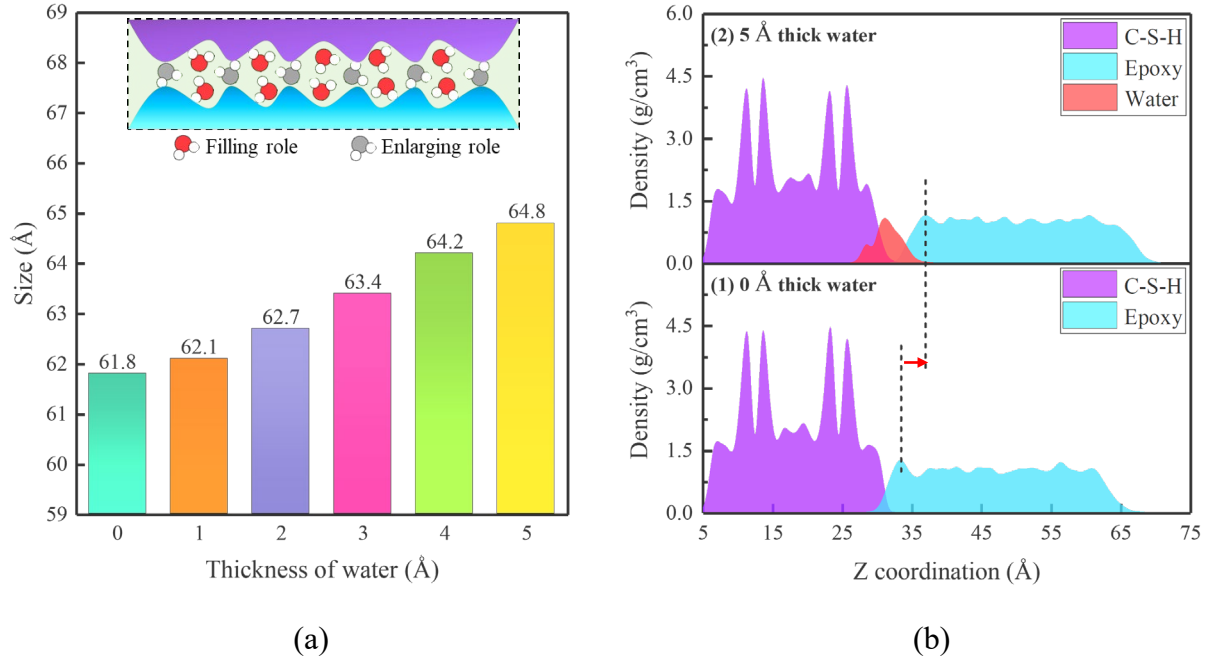 69
68
67
66
65
64
63
62
61
60
59
Size (Å)
Filling role
Enlarging role
61.8
62.1
62.7
63.4
64.2
64.8
0
1
2
3
4
5
Thickness of water (Å)
(a)
6.0
4.5
3.0
1.5
0.0
Density (g/cm³)
(2) 5 Å thick water
C-S-H
Epoxy
Water
4.5
3.0
1.5
0.0
Density (g/cm³)
(1) 0 Å thick water
C-S-H
Epoxy
5
15
25
35
45
55
65
75
Z coordination (Å)
(b)